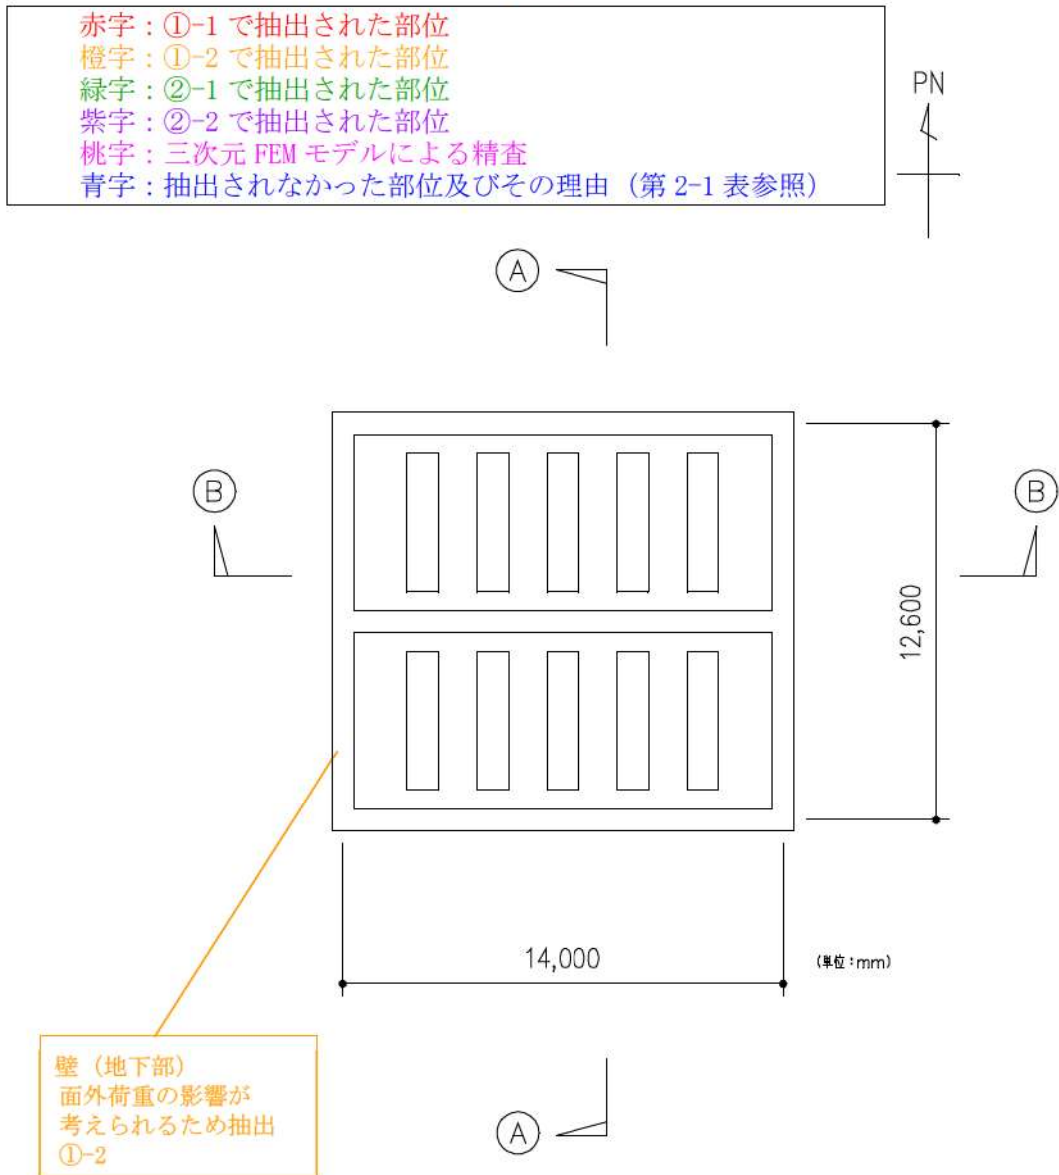 赤字：①-1 で抽出された部位
橙字：①-2 で抽出された部位
緑字：②-1 で抽出された部位
紫字：②-2 で抽出された部位
桃字：三次元 FEM モデルによる精査
青字：抽出されなかった部位及びその理由（第 2-1 表参照）
PN
A
B
B
12,600
14,000
(単位：mm)
壁（地下部）
面外荷重の影響が
考えられるため抽出
①-2
A